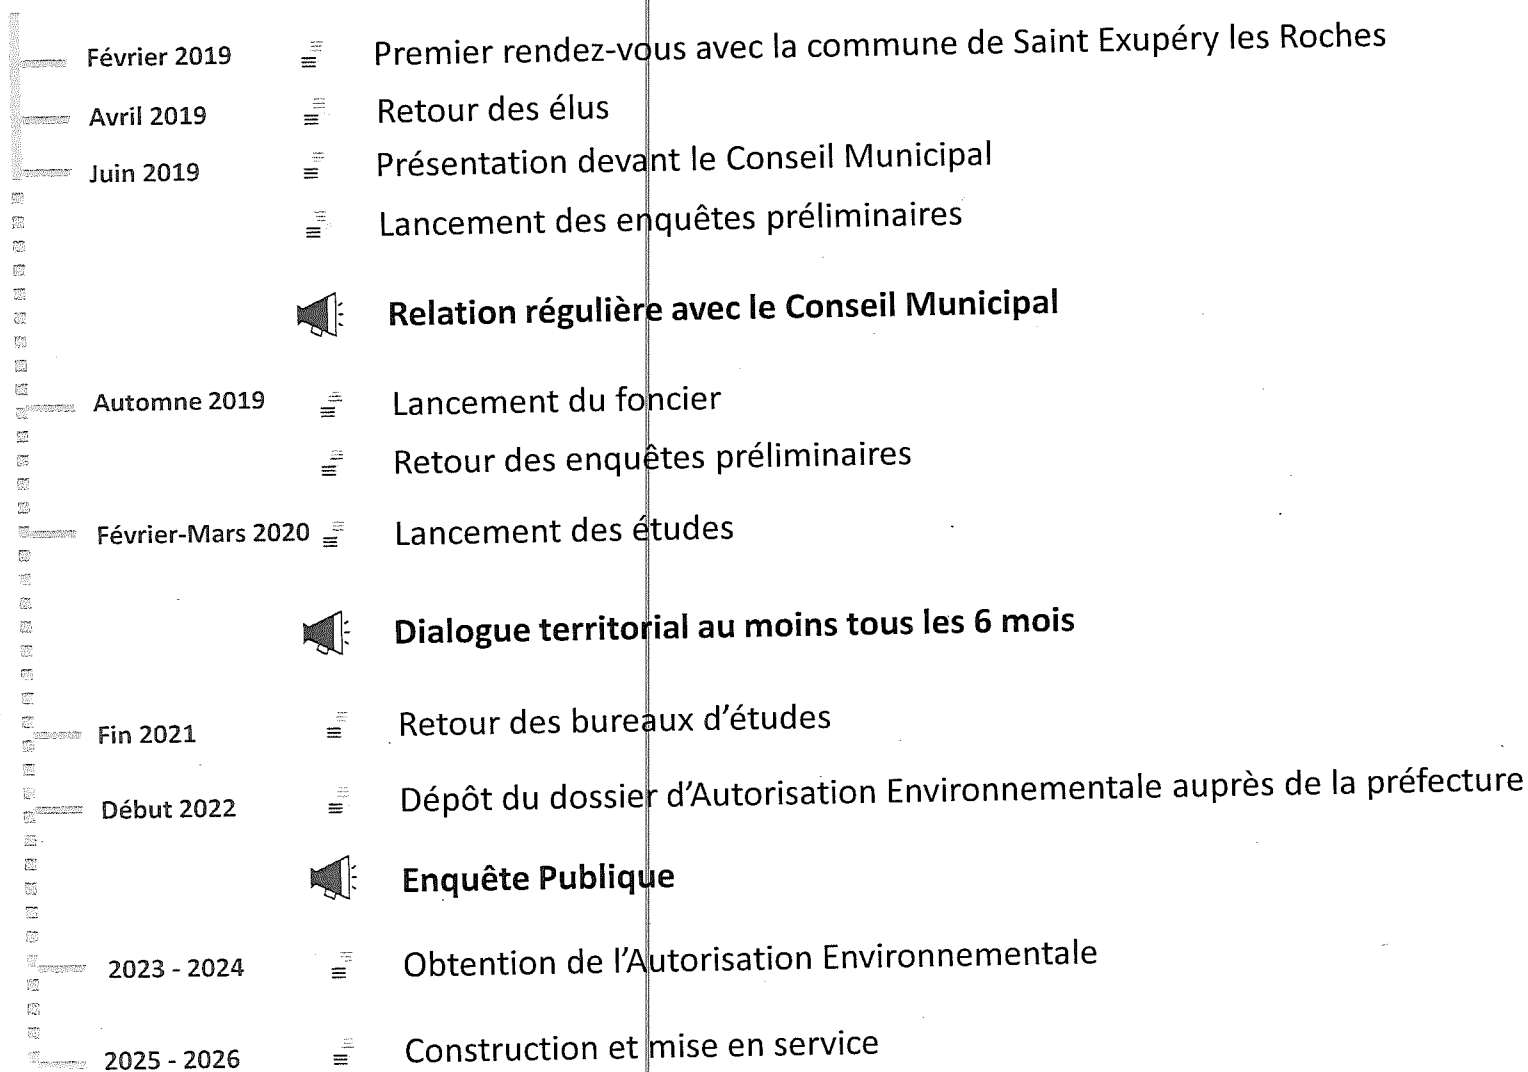 Février 2019 Premier rendez-vous avec la commune de Saint Exupéry les Roches
Avril 2019 Retour des élus
Juin 2019 Présentation devant le Conseil Municipal
Lancement des enquêtes préliminaires
Relation régulière avec le Conseil Municipal
Automne 2019 Lancement du foncier
Retour des enquêtes préliminaires
Février-Mars 2020 Lancement des études
Dialogue territorial au moins tous les 6 mois
Fin 2021 Retour des bureaux d'études
Début 2022 Dépôt du dossier d'Autorisation Environnementale auprès de la préfecture
Enquête Publique
2023 - 2024 Obtention de l'Autorisation Environnementale
2025 - 2026 Construction et mise en service